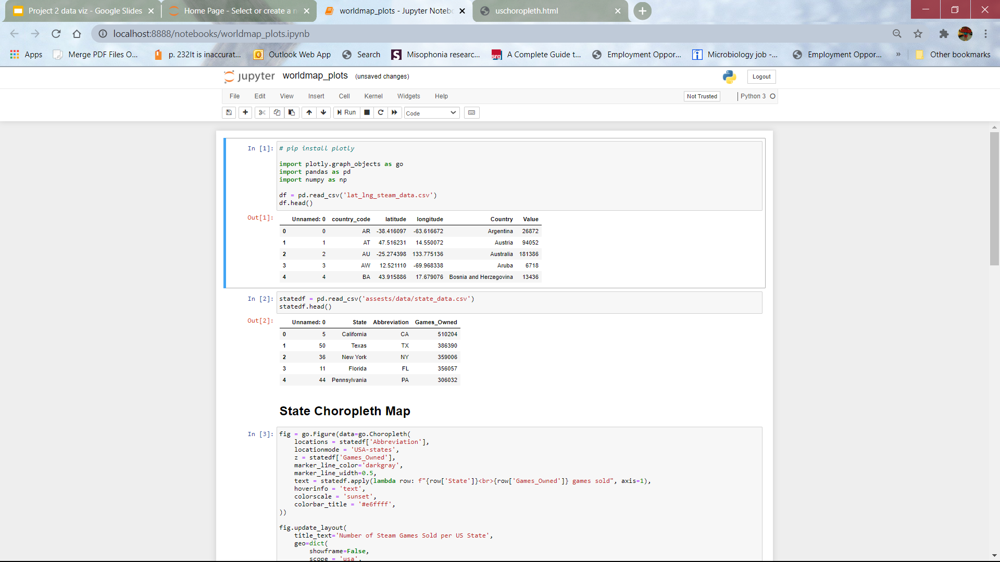 Project 2 data viz - Google Slides
Home Page - Select or create a n
worldmap_plots - Jupyter Notebo
uschoropleth.html
localhost:8888/notebooks/worldmap_plots.ipynb
Apps
Merge PDF Files O...
p. 232It is inaccurat...
Outlook Web App
Search
Misophonia researc...
srg
A Complete Guide t...
Employment Oppor...
Microbiology job -...
Employment Oppor...
»
Other bookmarks
jupyter worldmap_plots (unsaved changes)
Logout
File Edit View Insert Cell Kernel Widgets Help
Not Trusted
Python 3
Run
Code
In [1]:
# pip install plotly
import plotly.graph_objects as go
import pandas as pd
import numpy as np
df = pd.read_csv('lat_lng_steam_data.csv')
df.head()
Out[1]:
Unnamed: 0 country_code latitude longitude Country Value
0 0 AR -38.416097 -63.616672 Argentina 26872
1 1 AT 47.516231 14.550072 Austria 94052
2 2 AU -25.274398 133.775136 Australia 181386
3 3 AW 12.521110 -69.968338 Aruba 6718
4 4 BA 43.915886 17.679076 Bosnia and Herzegovina 13436
In [2]:
statedf = pd.read_csv('assests/data/state_data.csv')
statedf.head()
Out[2]:
Unnamed: 0 State Abbreviation Games_Owned
0 5 California CA 510204
1 50 Texas TX 386390
2 36 New York NY 359006
3 11 Florida FL 356057
4 44 Pennsylvania PA 306032
State Choropleth Map
In [3]:
fig = go.Figure(data=go.Choropleth(
locations = statedf['Abbreviation'],
locationmode = 'USA-states',
z = statedf['Games_Owned'],
marker_line_color='darkgray',
marker_line_width=0.5,
text = statedf.apply(lambda row: f"{row['State']}<br>{row['Games_Owned']} games sold", axis=1),
hoverinfo = 'text',
colorscale = 'sunset',
colorbar_title = '#e6ffff',
))
fig.update_layout(
title_text='Number of Steam Games Sold per US State',
geo=dict(
showframe=False,
scope = 'usa',